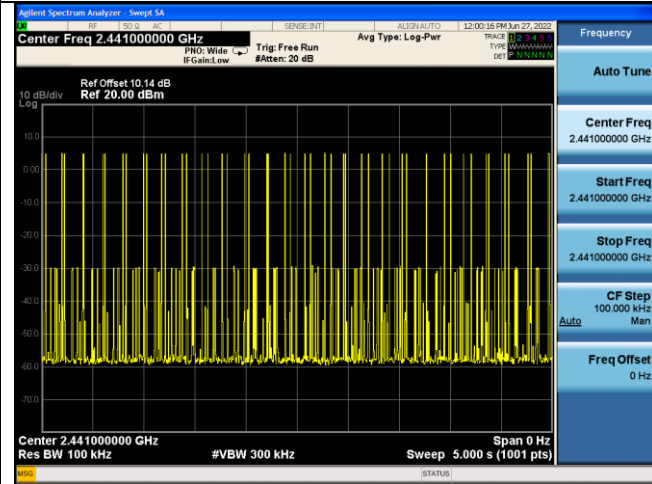 Agilent Spectrum Analyzer - Swept SA
RF 50 Ω AC SENSE:INT ALIGN AUTO 12:00:16 PM Jun 27, 2022
Center Freq 2.441000000 GHz
PNO: Wide
IFGain:Low
Trig: Free Run
#Atten: 20 dB
Avg Type: Log-Pwr
TRACE 1 2 3 4 5 6
TYPE
DET P N N N N N
Ref Offset 10.14 dB
10 dB/div Ref 20.00 dBm
Log
10.0
0.00
-10.0
-20.0
-30.0
-40.0
-50.0
-60.0
-70.0
Center 2.441000000 GHz Span 0 Hz
Res BW 100 kHz #VBW 300 kHz Sweep 5.000 s (1001 pts)
MSG STATUS
Frequency
Auto Tune
Center Freq
2.441000000 GHz
Start Freq
2.441000000 GHz
Stop Freq
2.441000000 GHz
CF Step
100.000 kHz
Auto Man
Freq Offset
0 Hz